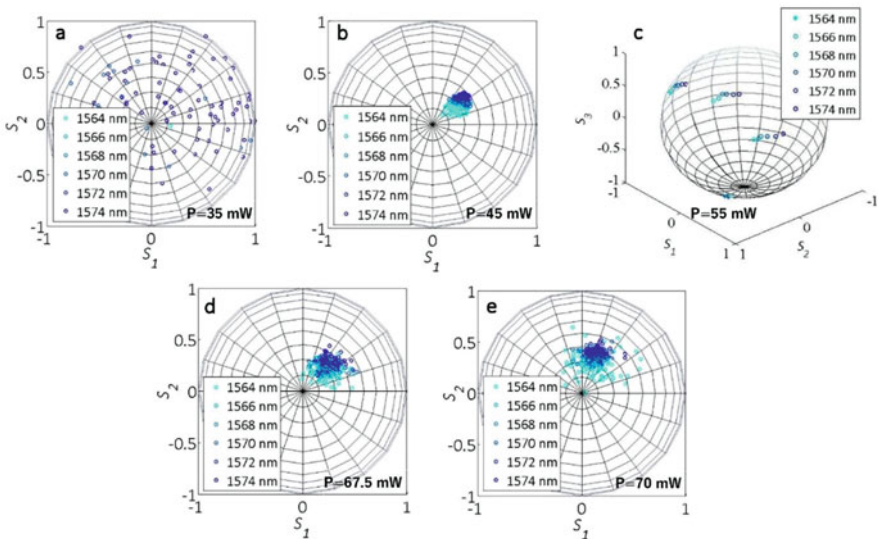 a
1
0.5
S2
0
-0.5
-1
-1
0
1
S1
1564 nm
1566 nm
1568 nm
1570 nm
1572 nm
1574 nm
P=35 mW
b
1
0.5
S2
0
-0.5
-1
-1
0
1
S1
1564 nm
1566 nm
1568 nm
1570 nm
1572 nm
1574 nm
P=45 mW
c
1564 nm
1566 nm
1568 nm
1570 nm
1572 nm
1574 nm
1
0.5
S3
0
-0.5
-1
-1
0
S1
1
1
0
S2
-1
P=55 mW
d
1
0.5
S2
0
-0.5
-1
-1
0
1
S1
1564 nm
1566 nm
1568 nm
1570 nm
1572 nm
1574 nm
P=67.5 mW
e
1
0.5
S2
0
-0.5
-1
-1
0
1
S1
1564 nm
1566 nm
1568 nm
1570 nm
1572 nm
1574 nm
P=70 mW